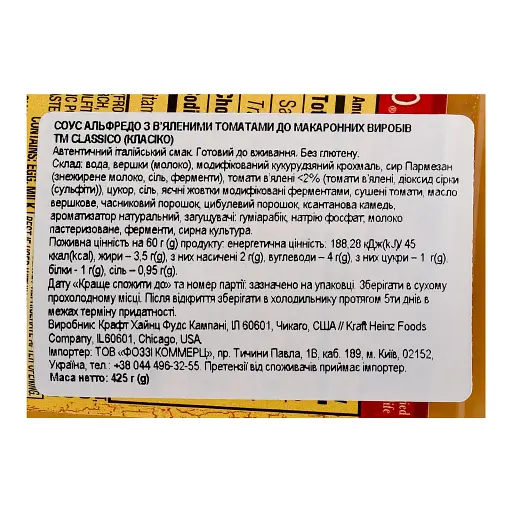 СОУС АЛЬФРЕДО З В'ЯЛЕНИМИ ТОМАТАМИ ДО МАКАРОННИХ ВИРОБІВ
ТМ CLASSICO (КЛАСІКО)
Автентичний італійський смак. Готовий до вживання. Без глютену.
Склад: вода, вершки (молоко), модифікований кукурудзяний крохмаль, сир Пармезан
(знежирене молоко, сіль, ферменти), томати в'ялені <2% (томати в'ялені, діоксид сірки
(сульфіти)), цукор, сіль, яєчні жовтки модифіковані ферментами, сушені томати, масло
вершкове, часниковий порошок, цибулевий порошок, ксантанова камедь,
ароматизатор натуральний, загущувачі: гуміарабік, натрію фосфат; молоко
пастеризоване, ферменти, сирна культура.
Поживна цінність на 60 г(g) продукту: енергетична цінність: 188,28 кДж(kJ)/ 45
ккал(kcal), жири – 3,5 г(g), з них насичені 2 г(g), вуглеводи – 4 г(g), з них цукри – 1 г(g).
білки - 1 г(g), сіль – 0,95 г(g).
Дату «Краще спожити до» та номер партії: зазначено на упаковці. Зберігати в сухому
прохолодному місці. Після відкриття зберігати в холодильнику протягом 5ти днів в
межах терміну придатності.
Виробник: Крафт Хайнц Фудс Кампані, ІЛ 60601, Чикаго, США // Kraft Heinz Foods
Company, IL60601, Chicago, USA.
Імпортер: ТОВ «ФОЗЗІ КОММЕРЦ», пр. Тичини Павла, 1В, каб. 189, м. Київ, 02152,
Україна, тел.: +38 044 496-32-55. Претензії від споживачів приймає імпортер.
Маса нетто: 425 г (g)
CONTAINS: EGG, MILK